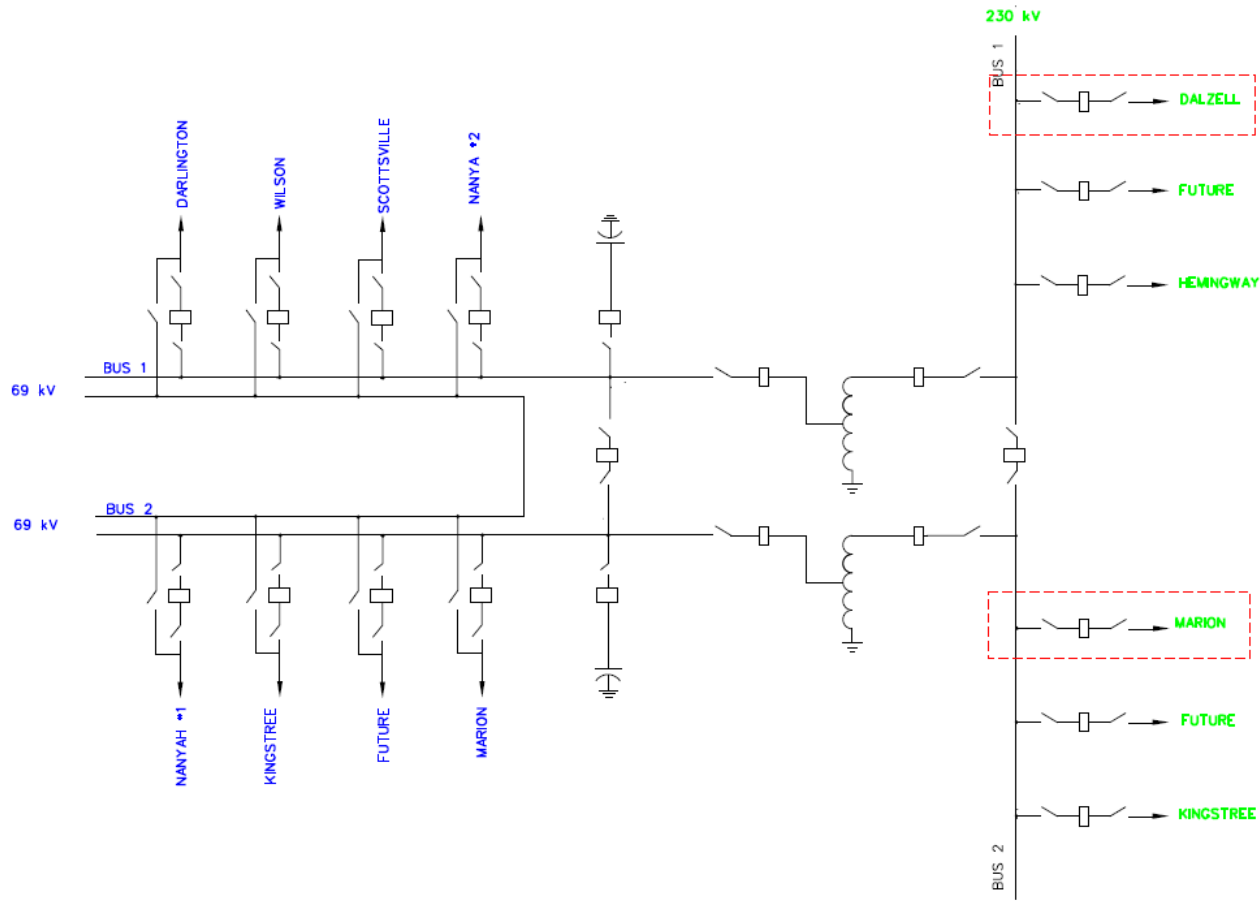 230 kV
BUS 1
DALZELL
FUTURE
HEMINGWAY
DARLINGTON
WILSON
SCOTTSVILLE
NANYA #2
BUS 1
69 kV
BUS 2
69 kV
NANYAH #1
KINGSTREE
FUTURE
MARION
MARION
FUTURE
KINGSTREE
BUS 2